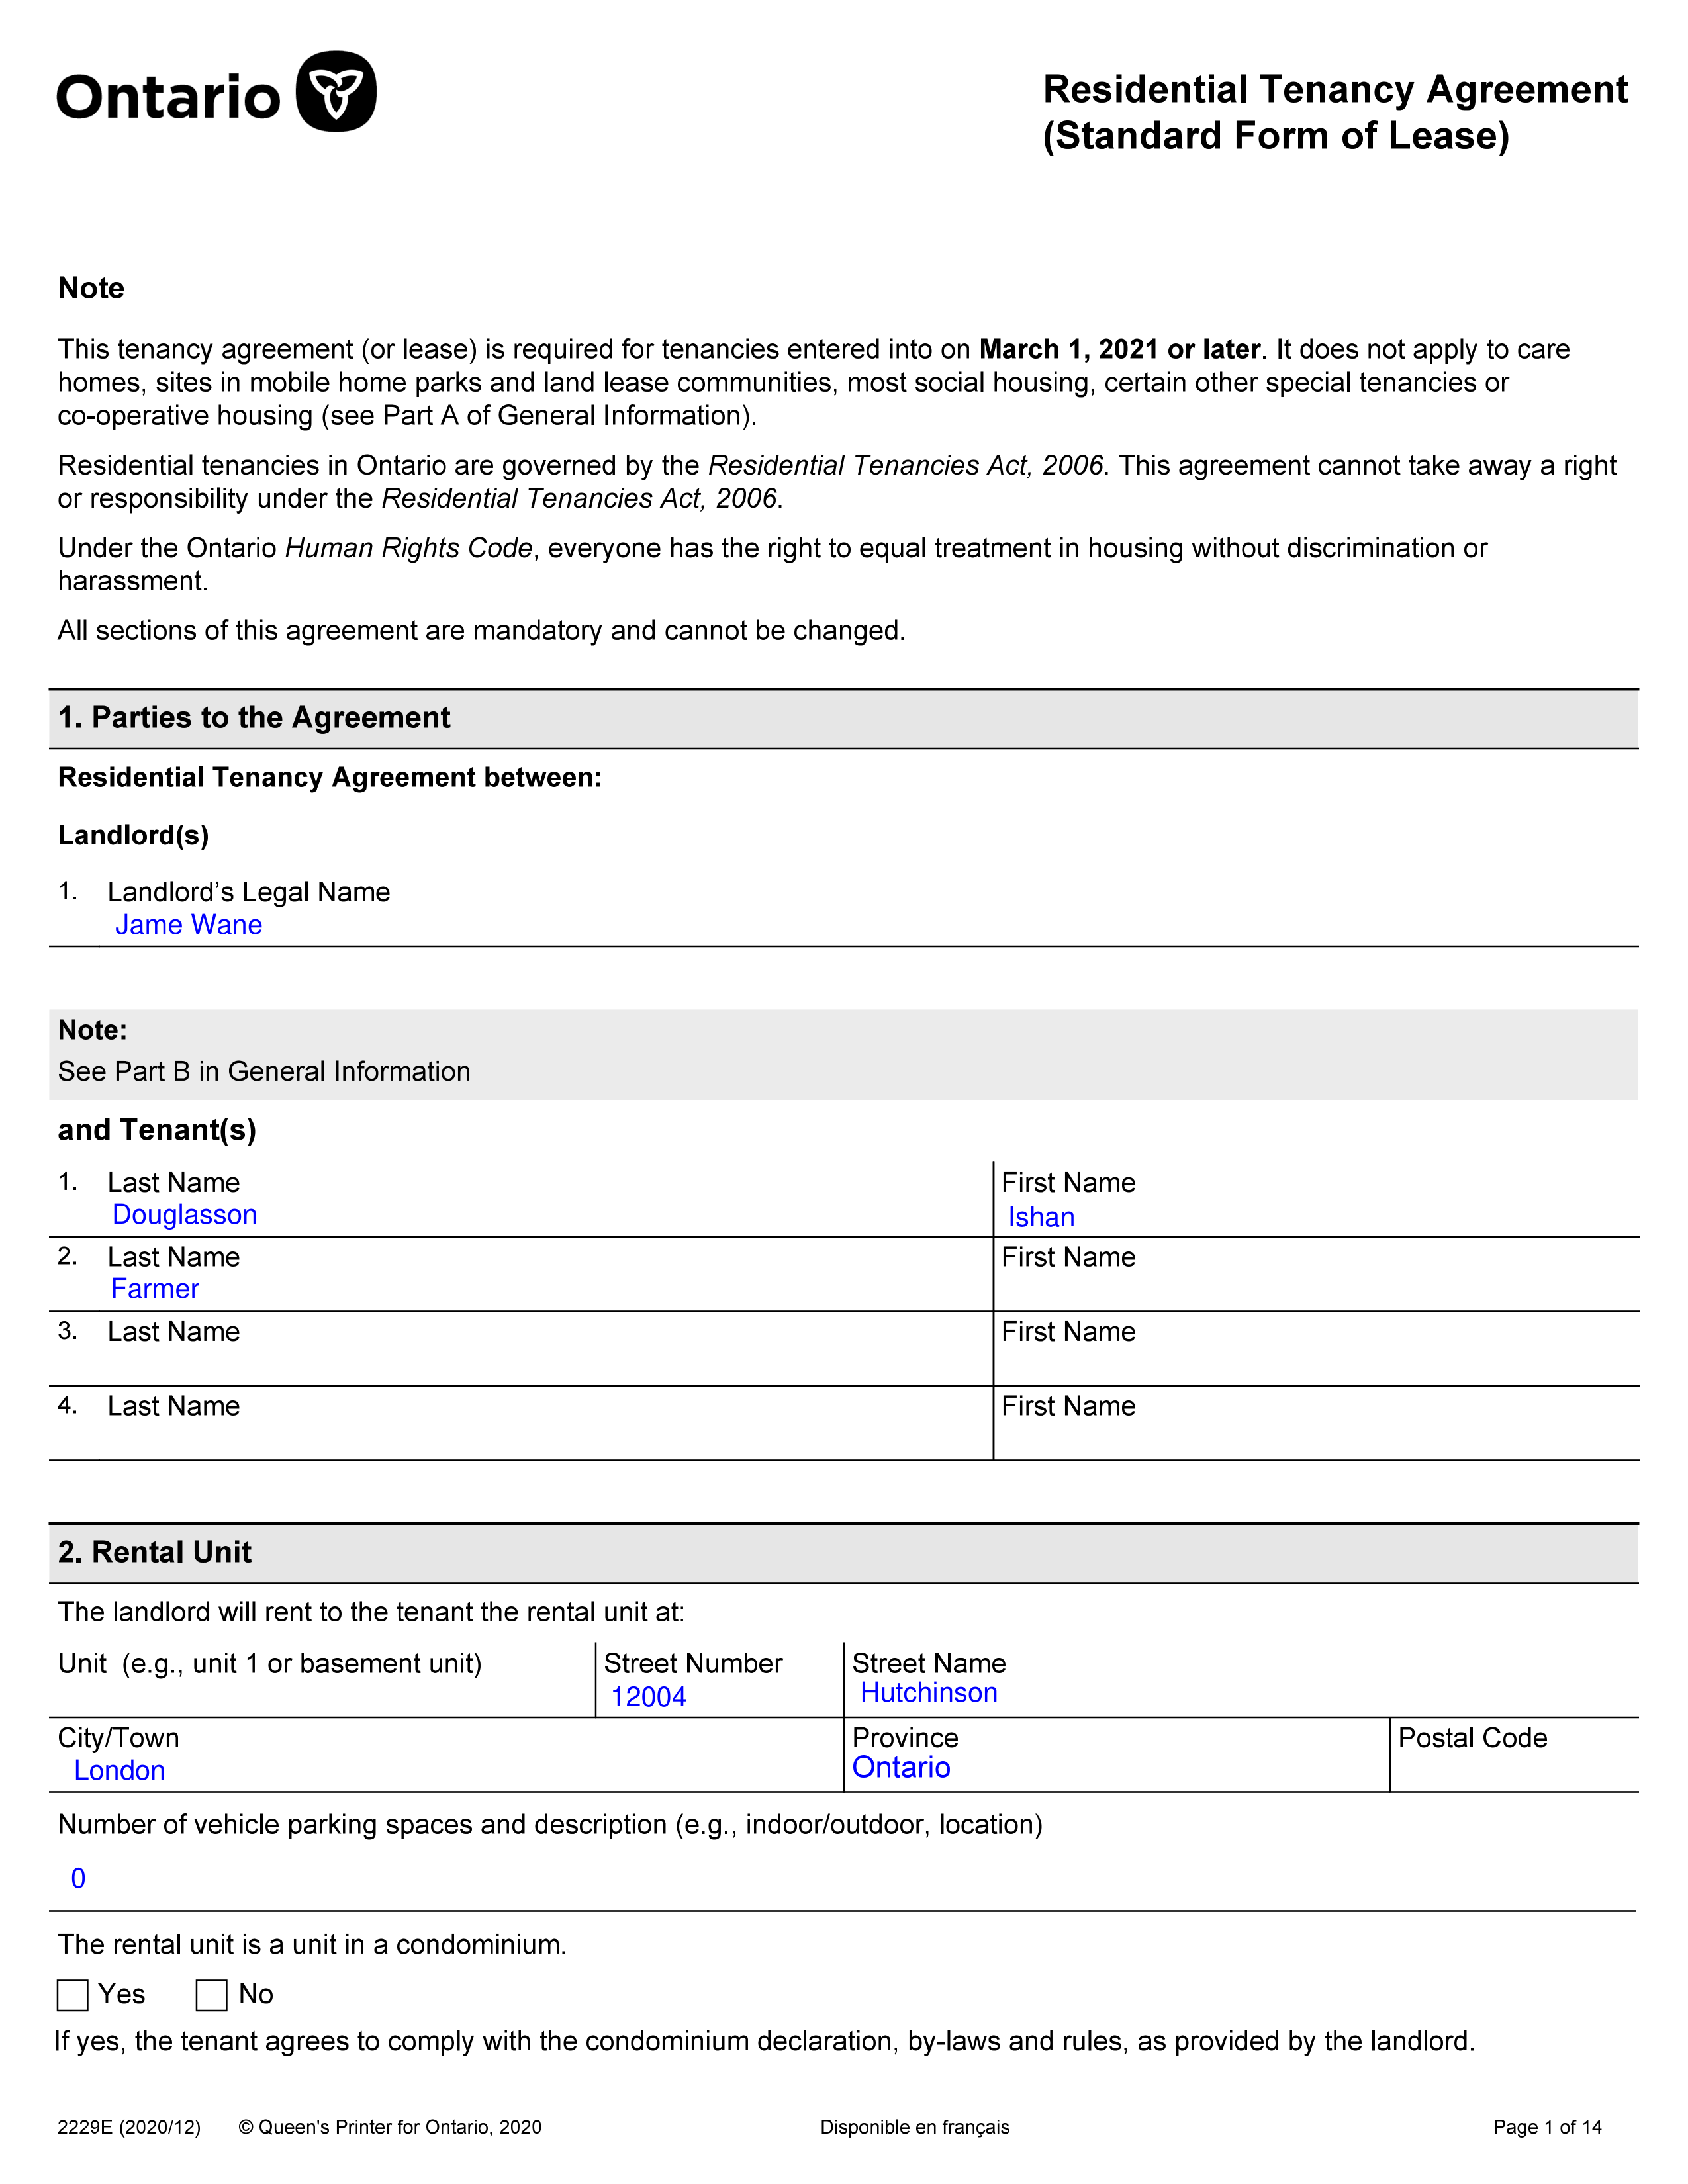 Ontario
Residential Tenancy Agreement
(Standard Form of Lease)
Note
This tenancy agreement (or lease) is required for tenancies entered into on March 1, 2021 or later. It does not apply to care
homes, sites in mobile home parks and land lease communities, most social housing, certain other special tenancies or
co-operative housing (see Part A of General Information).
Residential tenancies in Ontario are governed by the Residential Tenancies Act, 2006. This agreement cannot take away a right
or responsibility under the Residential Tenancies Act, 2006.
Under the Ontario Human Rights Code, everyone has the right to equal treatment in housing without discrimination or
harassment.
All sections of this agreement are mandatory and cannot be changed.
1. Parties to the Agreement
Residential Tenancy Agreement between:
Landlord(s)
1. Landlord’s Legal Name
Jame Wane
Note:
See Part B in General Information
and Tenant(s)
1. Last Name First Name
Douglasson Ishan
2. Last Name First Name
Farmer
3. Last Name First Name
4. Last Name First Name
2. Rental Unit
The landlord will rent to the tenant the rental unit at:
Unit (e.g., unit 1 or basement unit) Street Number Street Name
12004 Hutchinson
City/Town Province Postal Code
London Ontario
Number of vehicle parking spaces and description (e.g., indoor/outdoor, location)
0
The rental unit is a unit in a condominium.
Yes No
If yes, the tenant agrees to comply with the condominium declaration, by-laws and rules, as provided by the landlord.
2229E (2020/12) © Queen's Printer for Ontario, 2020 Disponible en français Page 1 of 14